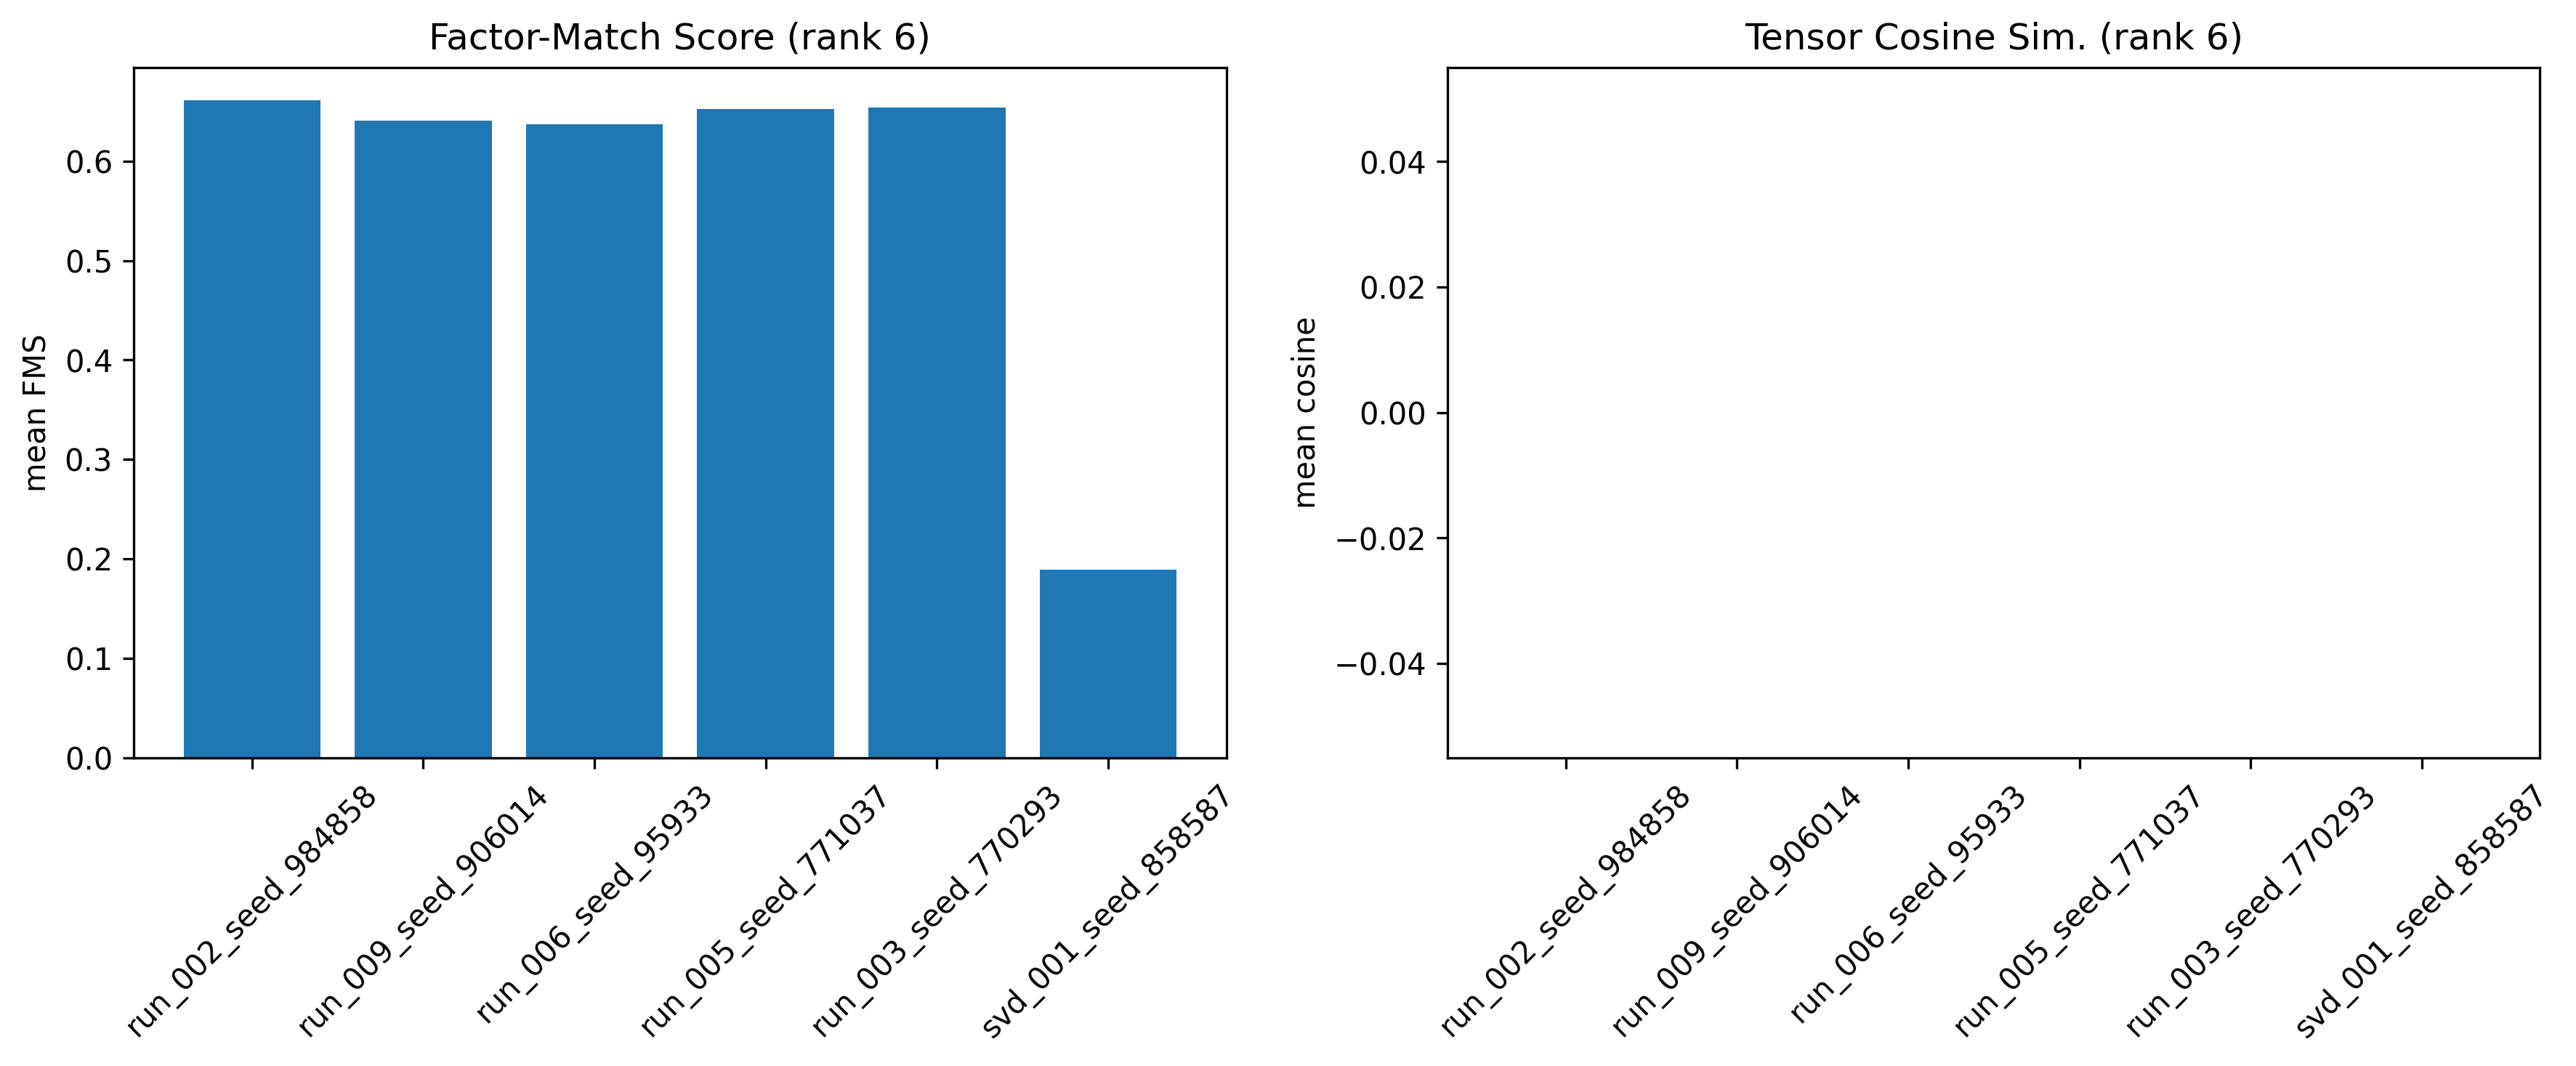 Factor-Match Score (rank 6)
mean FMS
0.6
0.5
0.4
0.3
0.2
0.1
0.0
run_002_seed_984858
run_009_seed_906014
run_006_seed_95933
run_005_seed_771037
run_003_seed_770293
svd_001_seed_858587
Tensor Cosine Sim. (rank 6)
mean cosine
0.04
0.02
0.00
−0.02
−0.04
run_002_seed_984858
run_009_seed_906014
run_006_seed_95933
run_005_seed_771037
run_003_seed_770293
svd_001_seed_858587